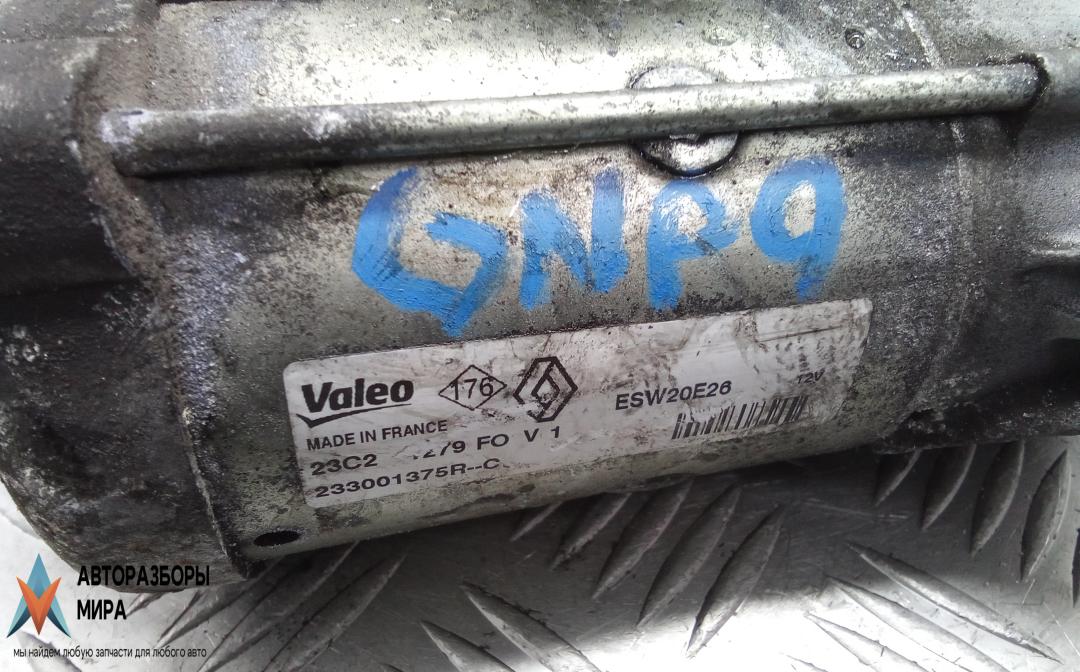 GNP9
Valeo 176
ESW20E26 12V
MADE IN FRANCE
23C2 279 FO V 1
233001375R--C
АВТОРАЗБОРЫ
МИРА
мы найдем любую запчасти для любого авто